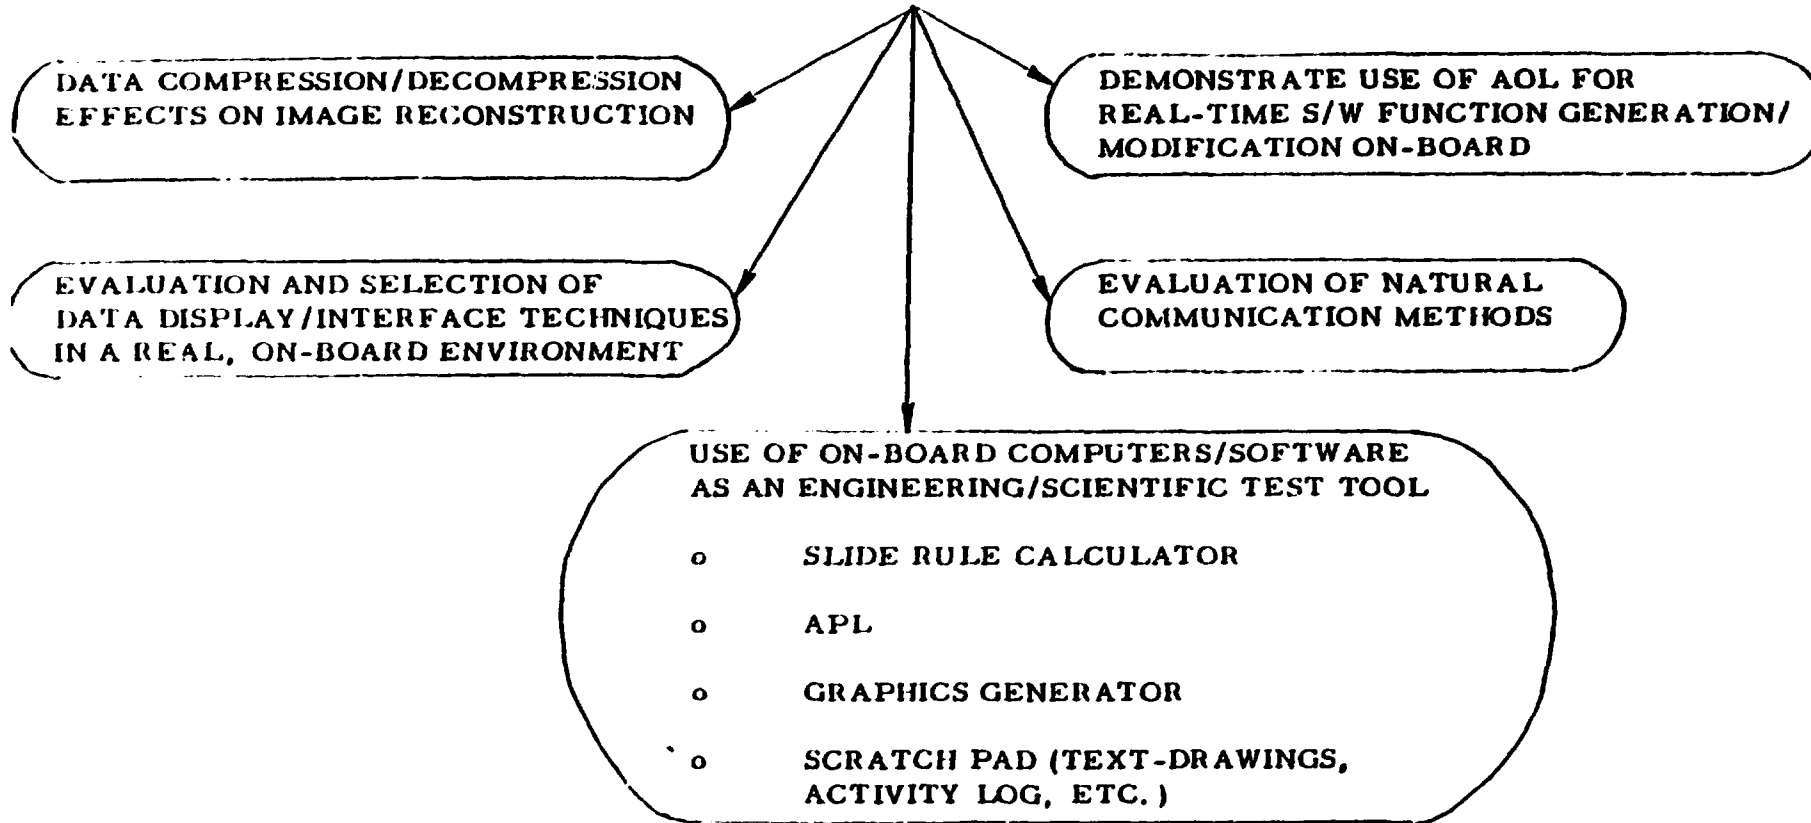 DATA COMPRESSION/DECOMPRESSION
EFFECTS ON IMAGE RECONSTRUCTION
DEMONSTRATE USE OF AOL FOR
REAL-TIME S/W FUNCTION GENERATION/
MODIFICATION ON-BOARD
EVALUATION AND SELECTION OF
DATA DISPLAY/INTERFACE TECHNIQUES
IN A REAL, ON-BOARD ENVIRONMENT
EVALUATION OF NATURAL
COMMUNICATION METHODS
USE OF ON-BOARD COMPUTERS/SOFTWARE
AS AN ENGINEERING/SCIENTIFIC TEST TOOL
o SLIDE RULE CALCULATOR
o APL
o GRAPHICS GENERATOR
o SCRATCH PAD (TEXT-DRAWINGS,
ACTIVITY LOG, ETC.)